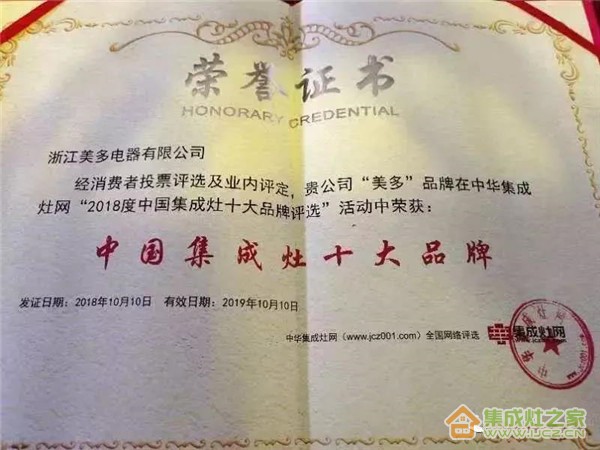 荣誉证书
HONORARY CREDENTIAL
浙江美多电器有限公司
经消费者投票评选及业内评定，贵公司“美多”品牌在中华集成
灶网“2018度中国集成灶十大品牌评选”活动中荣获：
中国集成灶十大品牌
发证日期：2018年10月10日 有效日期：2019年10月10日
中华集成灶网（www.jcz001.com）全国网络评选
集成灶网
集成灶之家
WWW.JCZ.CN